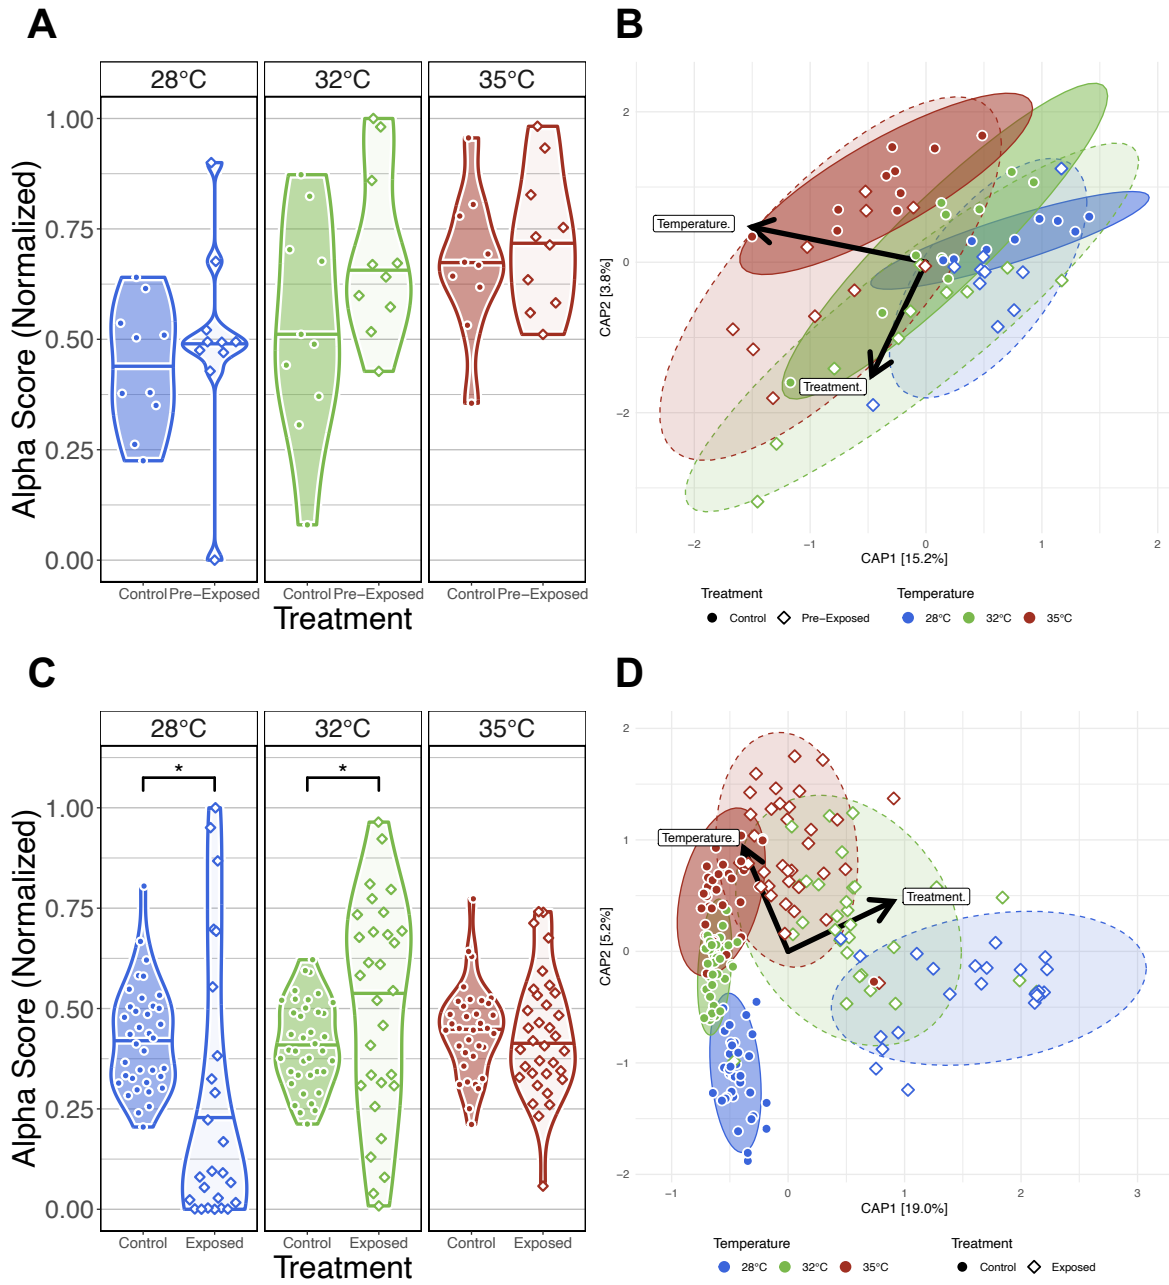 A
B
28°C
32°C
35°C
Alpha Score (Normalized)
1.00
0.75
0.50
0.25
0.00
Control Pre−Exposed
Control Pre−Exposed
Control Pre−Exposed
Treatment
CAP2 [3.8%]
2
0
−2
Temperature.
Treatment.
−2 −1 0 1 2
CAP1 [15.2%]
Treatment
Control Pre−Exposed
Temperature
28°C 32°C 35°C
C
D
28°C
32°C
35°C
*
*
Alpha Score (Normalized)
1.00
0.75
0.50
0.25
0.00
Control Exposed
Control Exposed
Control Exposed
Treatment
CAP2 [5.2%]
2
1
0
−1
−2
Temperature.
Treatment.
−1 0 1 2 3
CAP1 [19.0%]
Temperature
28°C 32°C 35°C
Treatment
Control Exposed